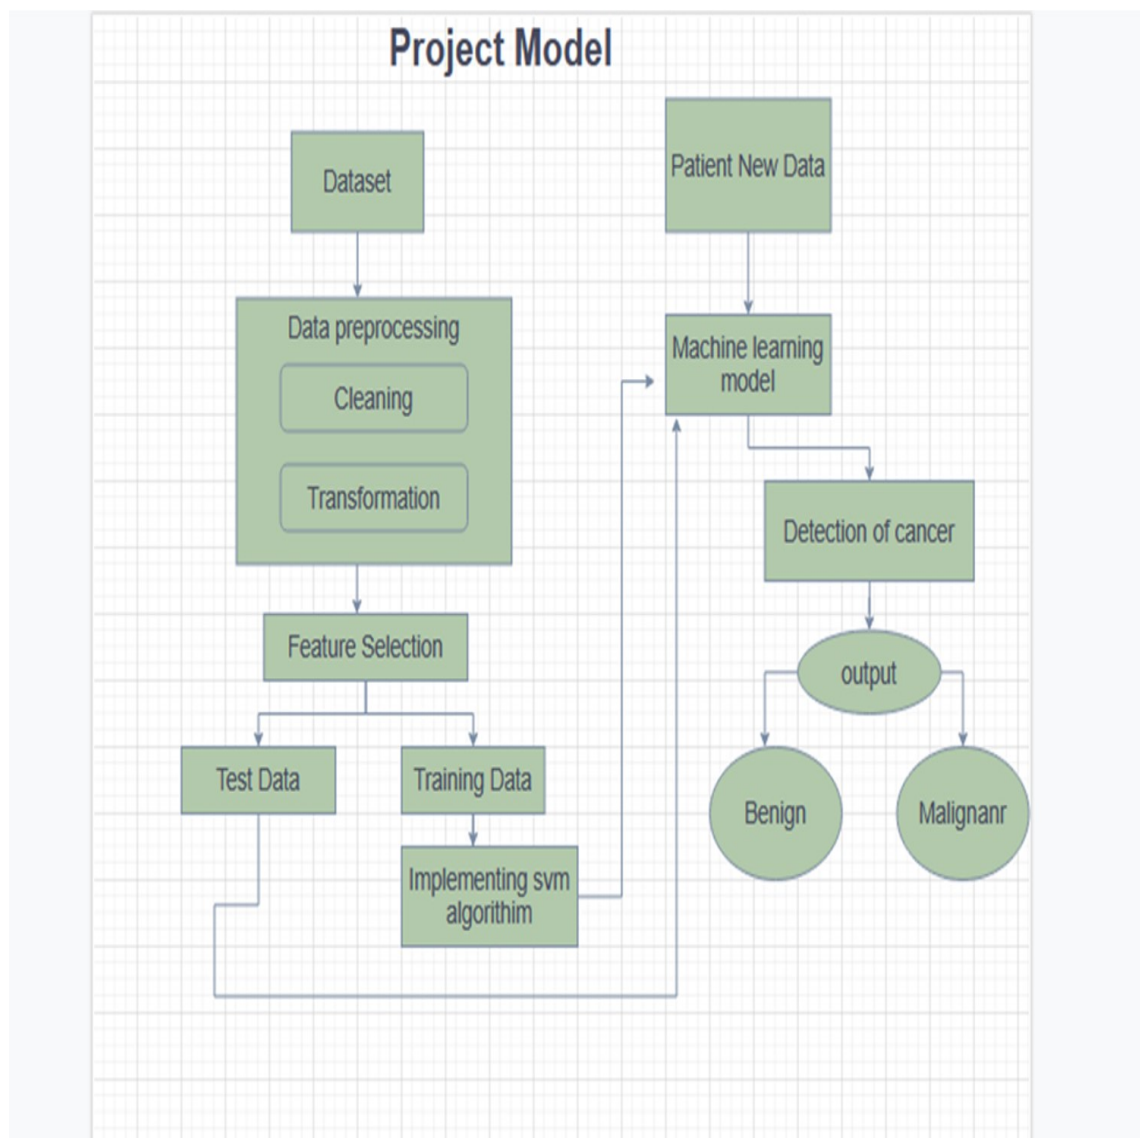 Project Model
Dataset
Patient New Data
Data preprocessing
Cleaning
Transformation
Machine learning
model
Detection of cancer
Feature Selection
output
Test Data
Training Data
Benign
Malignanr
Implementing svm
algorithim